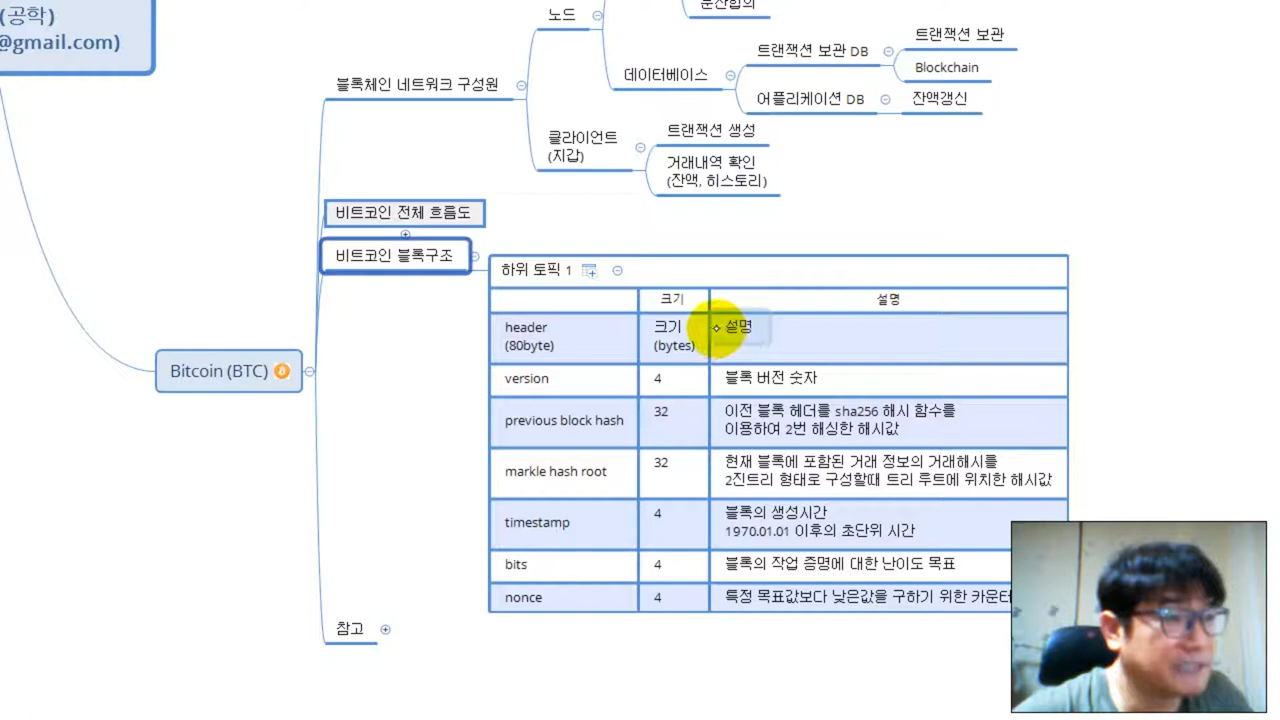 (공학)
@gmail.com)
노드
분산합의
트랜잭션 보관
트랜잭션 보관 DB
Blockchain
데이터베이스
블록체인 네트워크 구성원
어플리케이션 DB
잔액갱신
클라이언트
(지갑)
트랜잭션 생성
거래내역 확인
(잔액, 히스토리)
비트코인 전체 흐름도
비트코인 블록구조
Bitcoin (BTC)
참고
하위 토픽 1
크기 설명
header
(80byte)
크기
(bytes)
설명
version 4 블록 버전 숫자
previous block hash 32 이전 블록 헤더를 sha256 해시 함수를
이용하여 2번 해싱한 해시값
markle hash root 32 현재 블록에 포함된 거래 정보의 거래해시를
2진트리 형태로 구성할때 트리 루트에 위치한 해시값
timestamp 4 블록의 생성시간
1970.01.01 이후의 초단위 시간
bits 4 블록의 작업 증명에 대한 난이도 목표
nonce 4 특정 목표값보다 낮은값을 구하기 위한 카운터